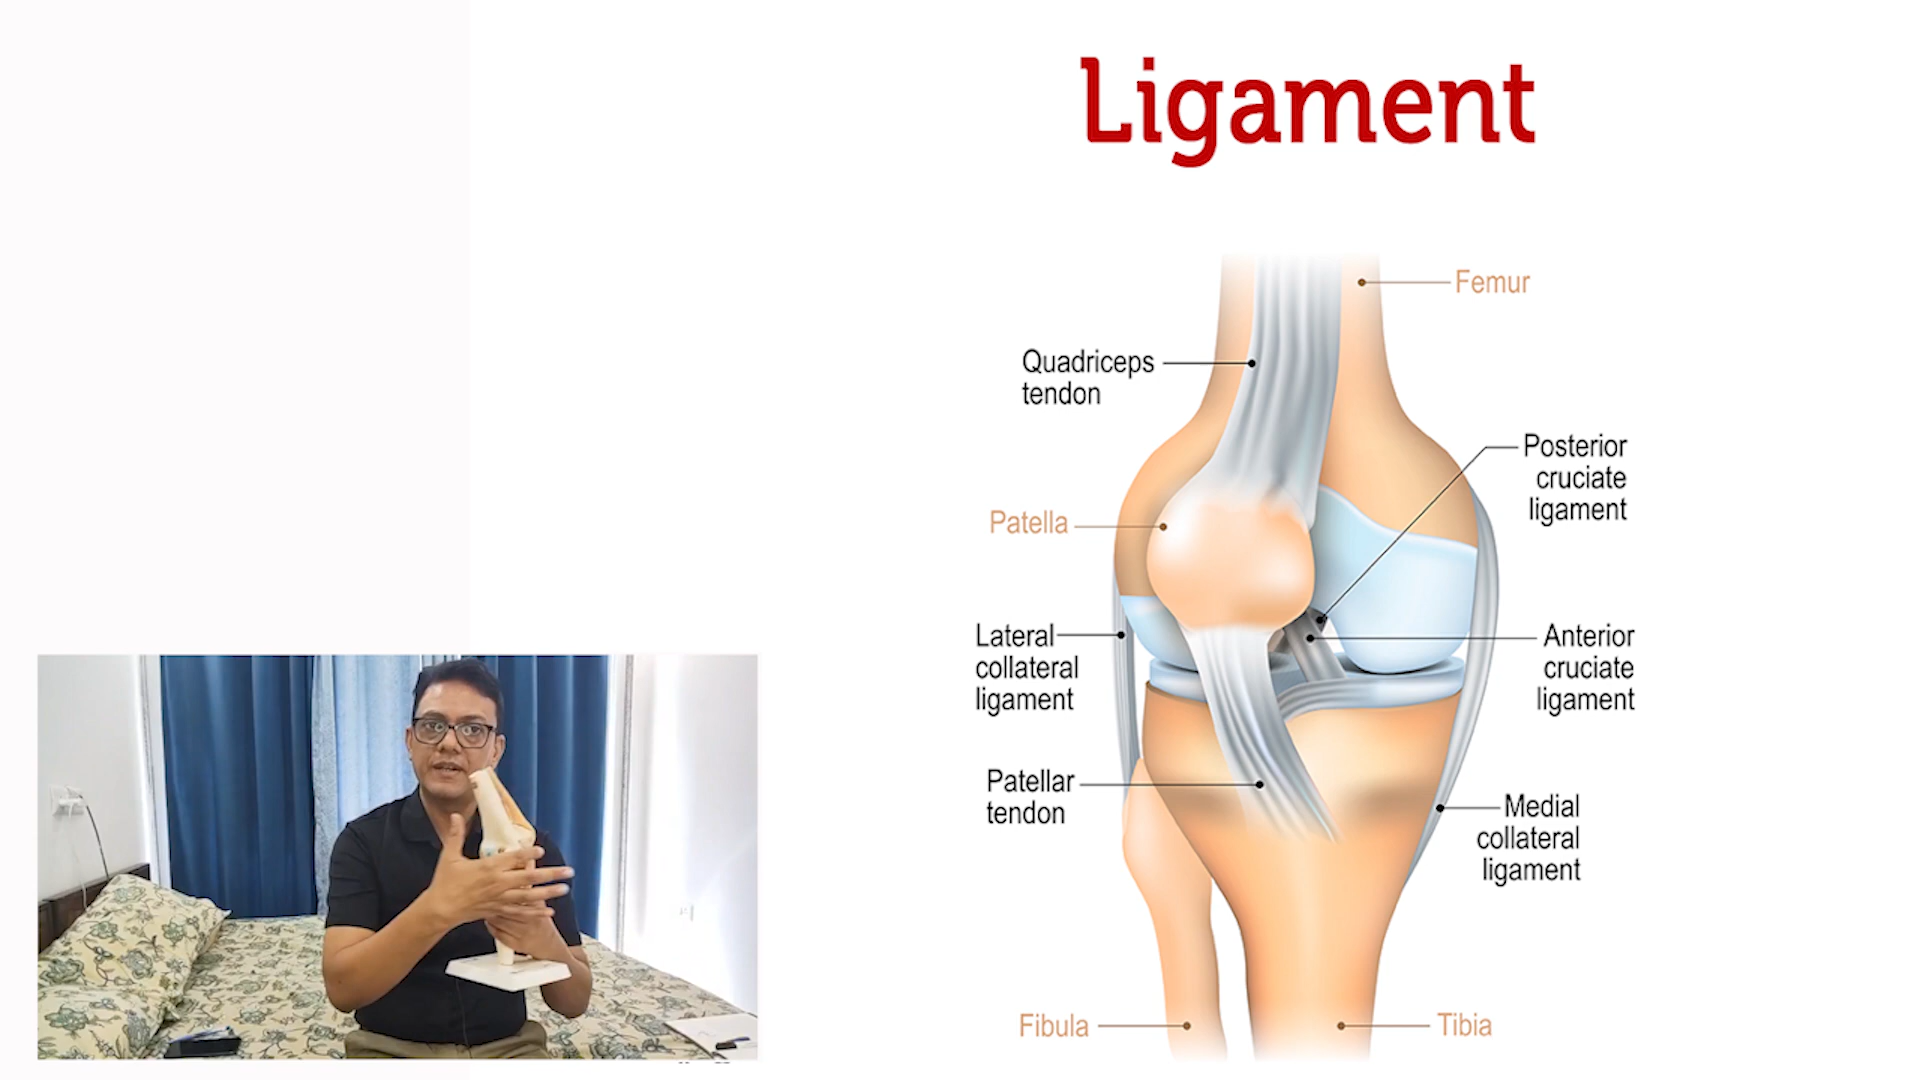 Ligament
Femur
Quadriceps
tendon
Posterior
cruciate
ligament
Patella
Lateral
collateral
ligament
Anterior
cruciate
ligament
Patellar
tendon
Medial
collateral
ligament
Fibula
Tibia